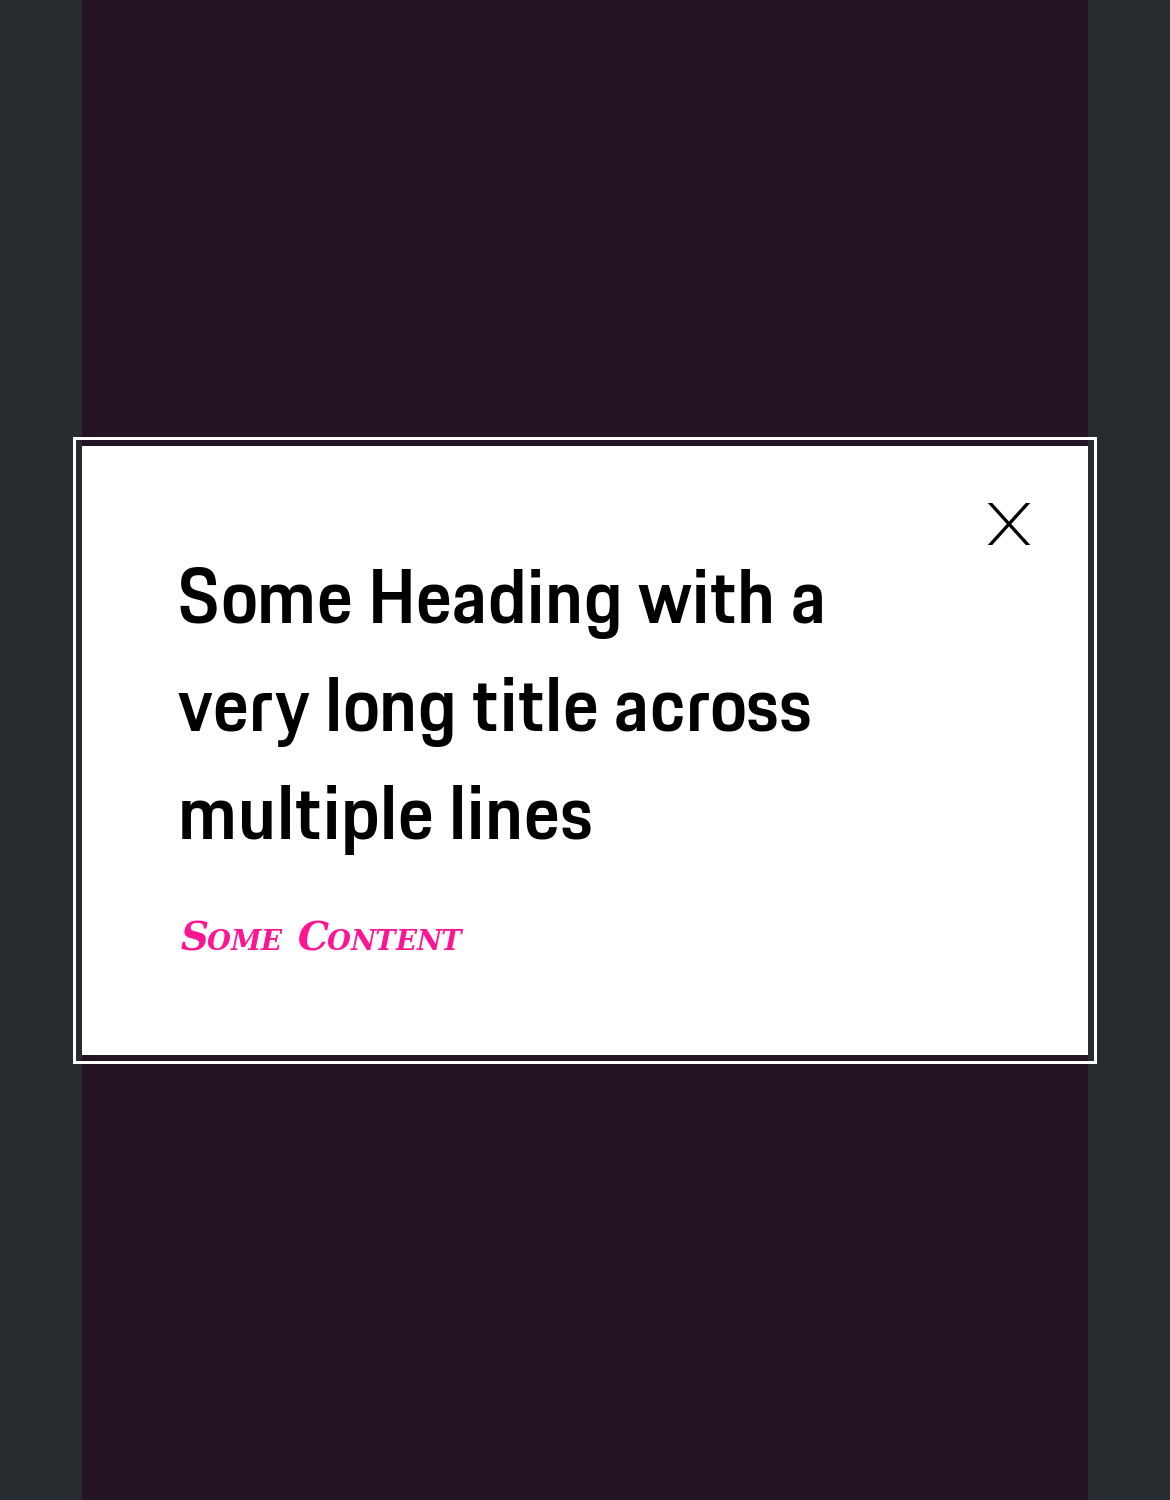 Some Heading with a
very long title across
multiple lines
Some Content